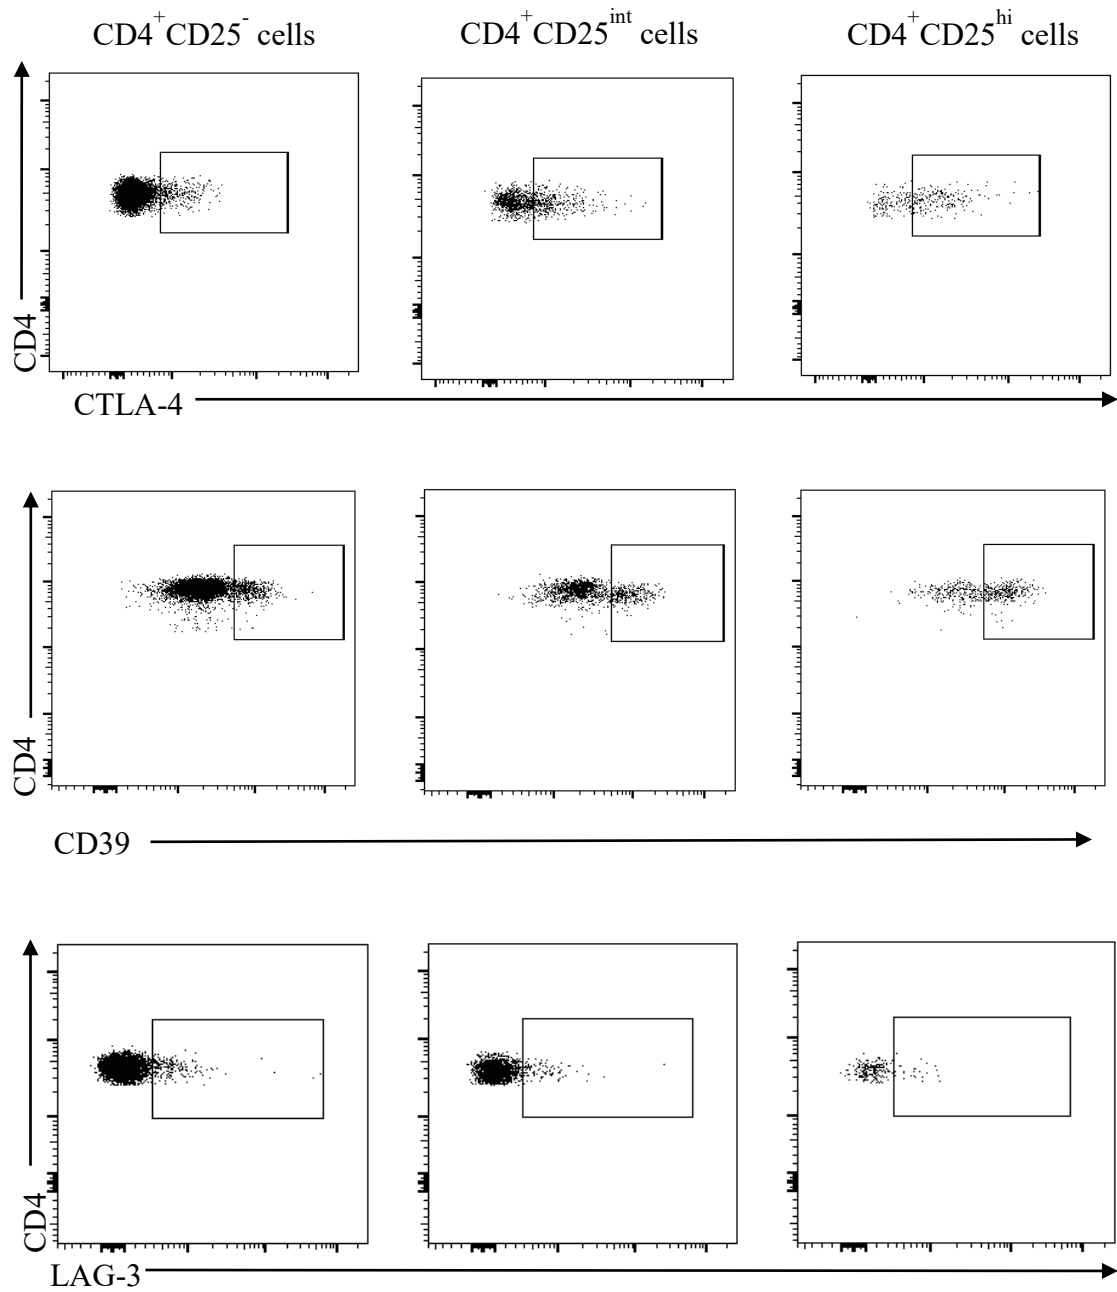 CD4+CD25- cells
CD4+CD25int cells
CD4+CD25hi cells
CD4
CTLA-4
CD4
CD39
CD4
LAG-3